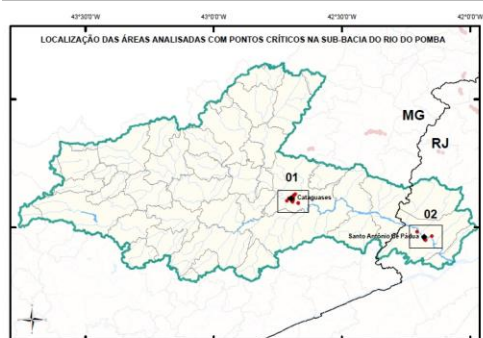 43°30'0"W 43°0'0"W 42°30'0"W 42°0'0"W
LOCALIZAÇÃO DAS ÁREAS ANALISADAS COM PONTOS CRÍTICOS NA SUB-BACIA DO RIO DO POMBA
MG
RJ
01
Cataguases
02
Santo Antônio de Pádua